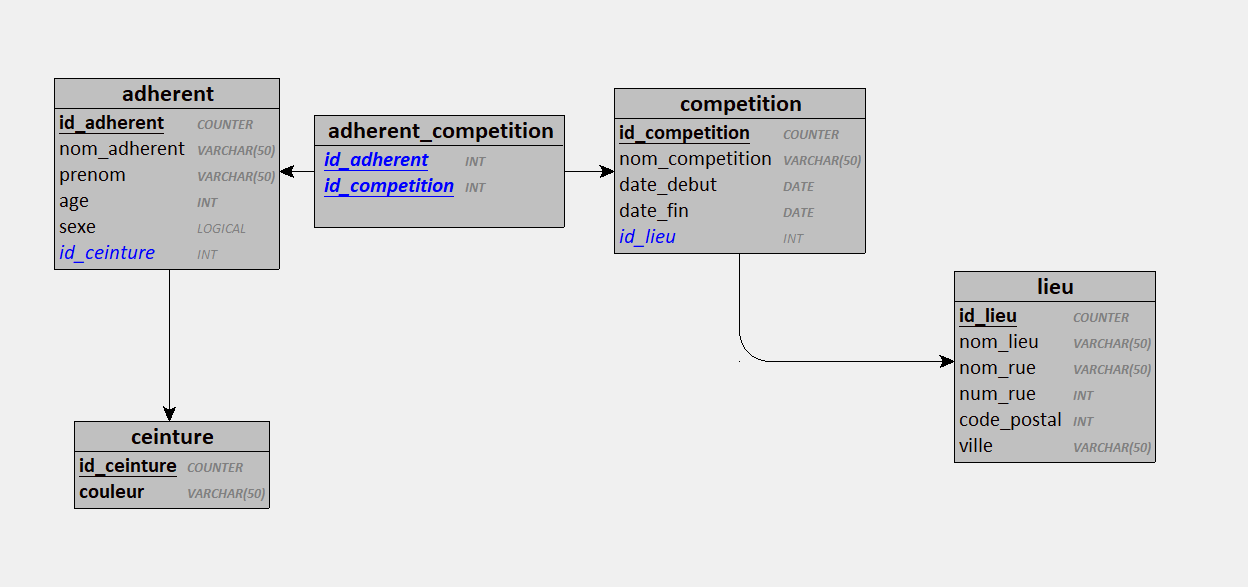 adherent
id_adherent COUNTER
nom_adherent VARCHAR(50)
prenom VARCHAR(50)
age INT
sexe LOGICAL
id_ceinture INT
adherent_competition
id_adherent INT
id_competition INT
competition
id_competition COUNTER
nom_competition VARCHAR(50)
date_debut DATE
date_fin DATE
id_lieu INT
lieu
id_lieu COUNTER
nom_lieu VARCHAR(50)
nom_rue VARCHAR(50)
num_rue INT
code_postal INT
ville VARCHAR(50)
ceinture
id_ceinture COUNTER
couleur VARCHAR(50)